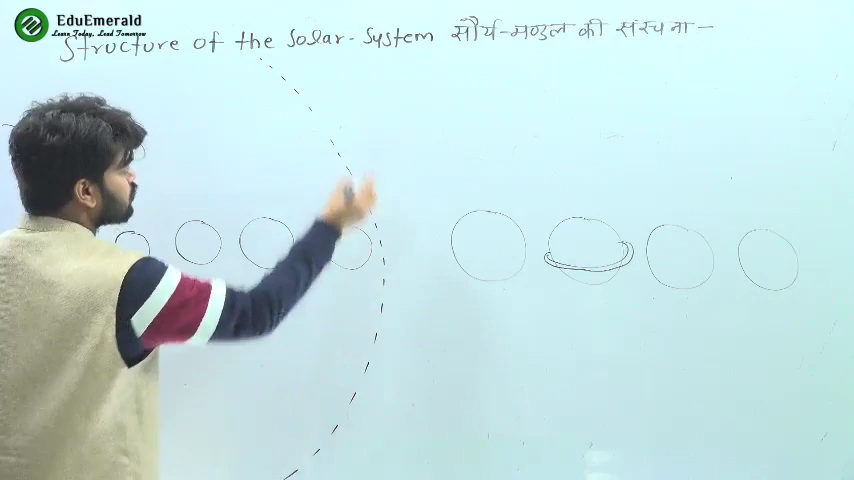 EduEmerald
Learn Today, Lead Tomorrow
Structure of the Solar-System सौर्य-मण्डल की संरचना -